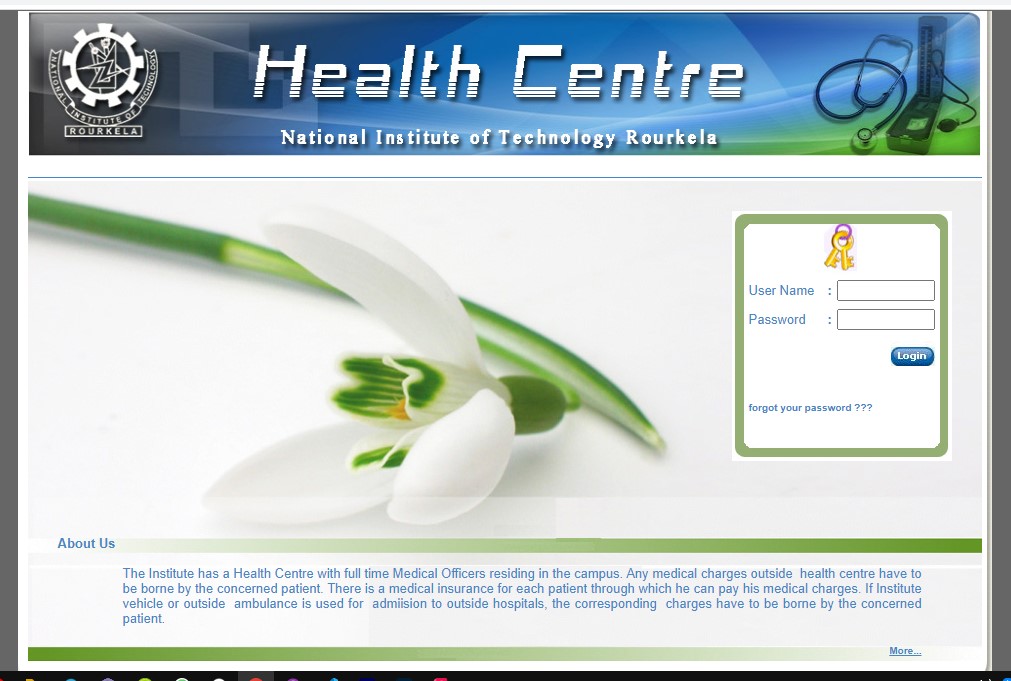 Health Centre
NATIONAL INSTITUTE OF TECHNOLOGY
ROURKELA
National Institute of Technology Rourkela
User Name :
Password :
Login
forgot your password ???
About Us
The Institute has a Health Centre with full time Medical Officers residing in the campus. Any medical charges outside health centre have to
be borne by the concerned patient. There is a medical insurance for each patient through which he can pay his medical charges. If Institute
vehicle or outside ambulance is used for admiision to outside hospitals, the corresponding charges have to be borne by the concerned
patient.
More...